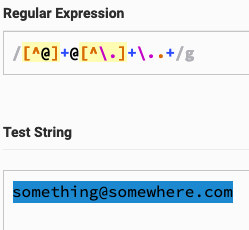 Regular Expression
/[^@]+@[^\.]+\..+/g
Test String
something@somewhere.com